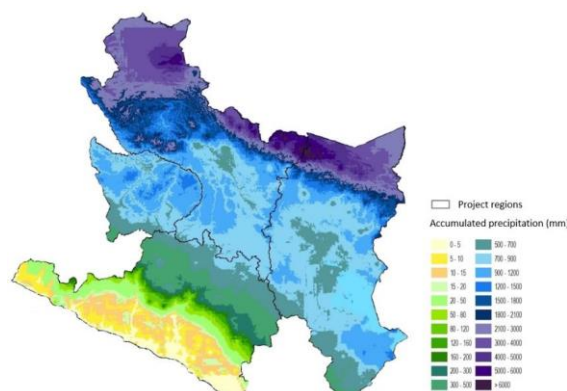 Project regions
Accumulated precipitation (mm)
0 - 5
5 - 10
10 - 15
15 - 20
20 - 50
50 - 80
80 - 120
120 - 160
160 - 200
200 - 300
300 - 500
500 - 700
700 - 900
900 - 1200
1200 - 1500
1500 - 1800
1800 - 2100
2100 - 3000
3000 - 4000
4000 - 5000
5000 - 6000
> 6000